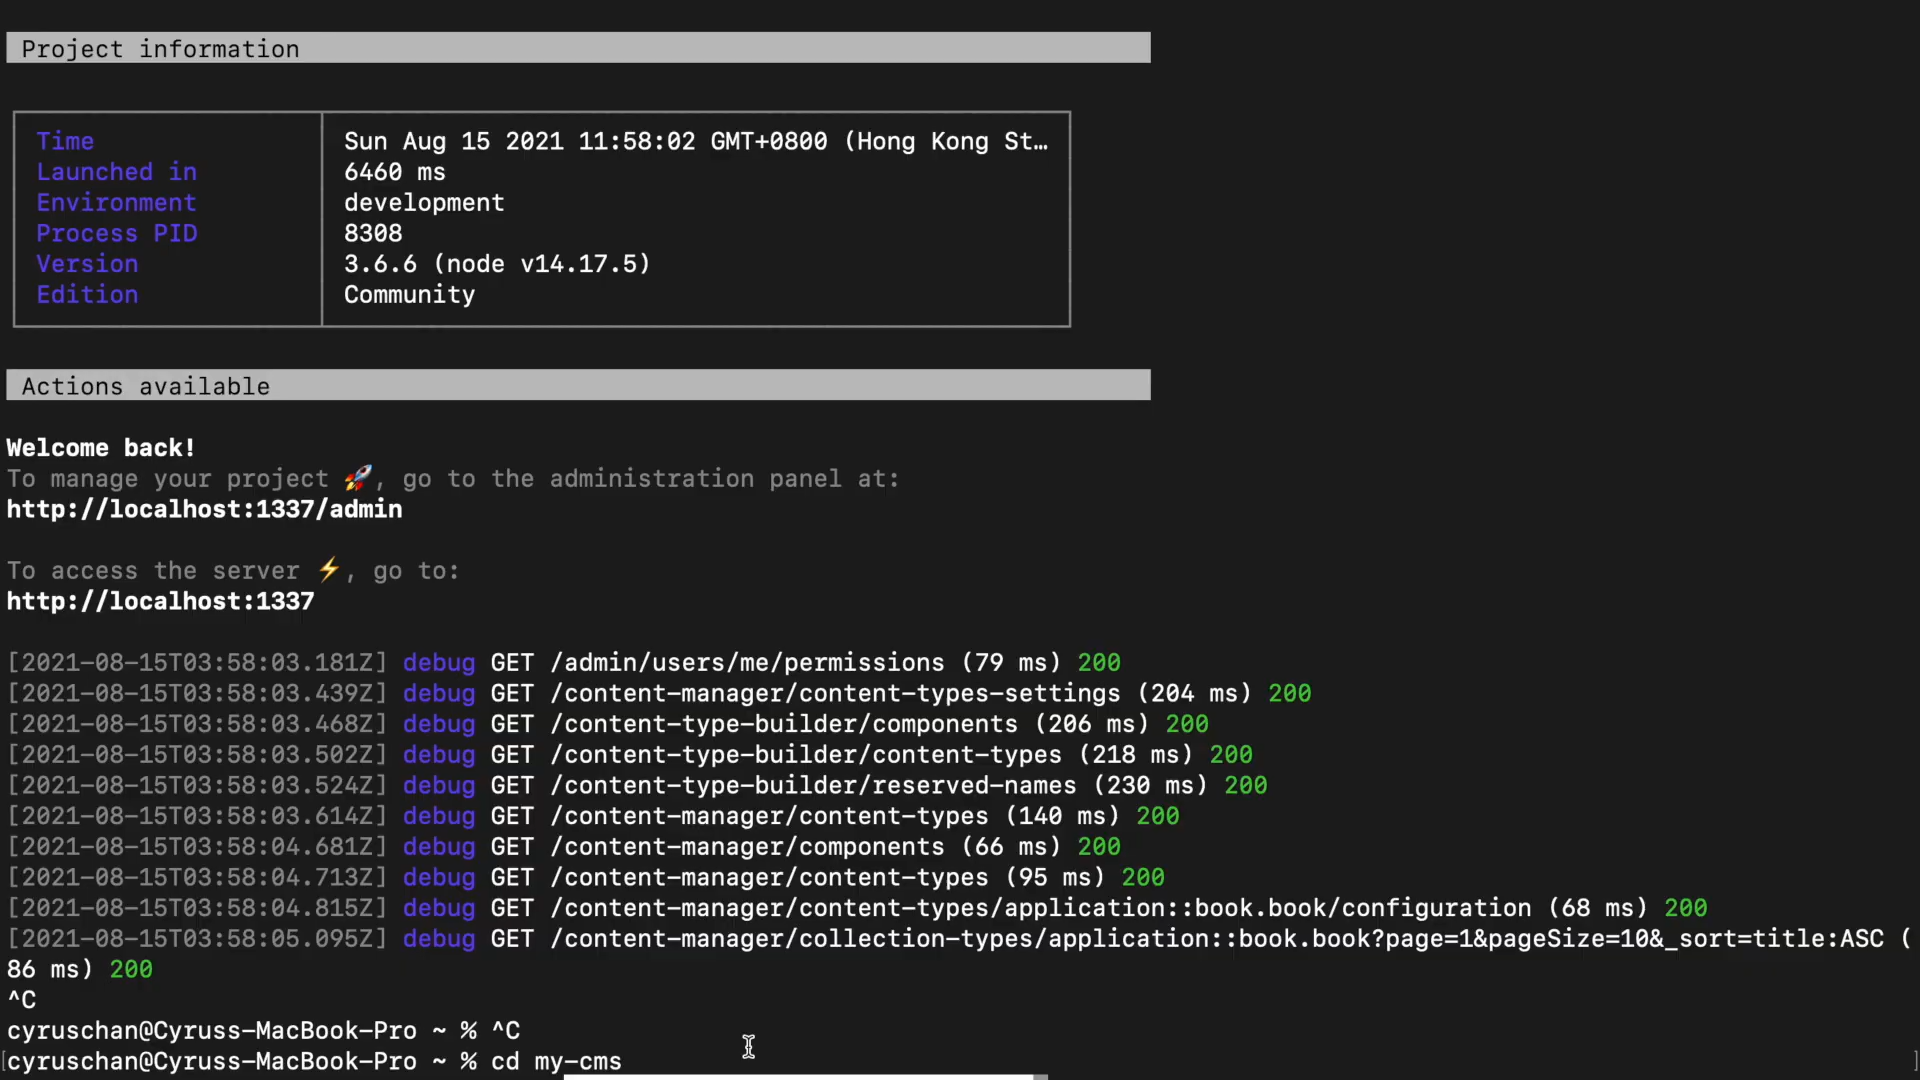 Project information
Time Sun Aug 15 2021 11:58:02 GMT+0800 (Hong Kong St…
Launched in 6460 ms
Environment development
Process PID 8308
Version 3.6.6 (node v14.17.5)
Edition Community
Actions available
Welcome back!
To manage your project 🚀, go to the administration panel at:
http://localhost:1337/admin
To access the server ⚡, go to:
http://localhost:1337
[2021-08-15T03:58:03.181Z] debug GET /admin/users/me/permissions (79 ms) 200
[2021-08-15T03:58:03.439Z] debug GET /content-manager/content-types-settings (204 ms) 200
[2021-08-15T03:58:03.468Z] debug GET /content-type-builder/components (206 ms) 200
[2021-08-15T03:58:03.502Z] debug GET /content-type-builder/content-types (218 ms) 200
[2021-08-15T03:58:03.524Z] debug GET /content-type-builder/reserved-names (230 ms) 200
[2021-08-15T03:58:03.614Z] debug GET /content-manager/content-types (140 ms) 200
[2021-08-15T03:58:04.681Z] debug GET /content-manager/components (66 ms) 200
[2021-08-15T03:58:04.713Z] debug GET /content-manager/content-types (95 ms) 200
[2021-08-15T03:58:04.815Z] debug GET /content-manager/content-types/application::book.book/configuration (68 ms) 200
[2021-08-15T03:58:05.095Z] debug GET /content-manager/collection-types/application::book.book?page=1&pageSize=10&_sort=title:ASC (
86 ms) 200
^C
cyruschan@Cyruss-MacBook-Pro ~ % ^C
[cyruschan@Cyruss-MacBook-Pro ~ % cd my-cms ]